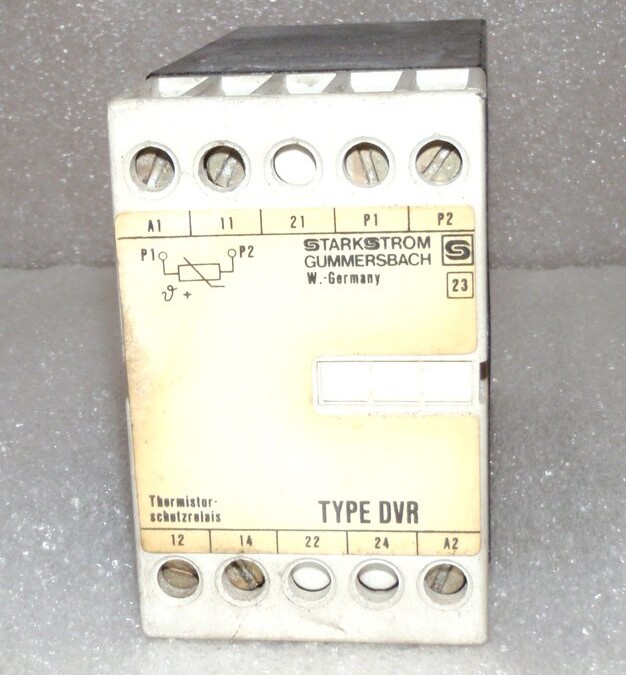 A1 11 21 P1 P2
P1 P2
ϑ +
STARKSTROM S
GUMMERSBACH
W.-Germany 23
Thermistor-
schutzrelais
TYPE DVR
12 14 22 24 A2